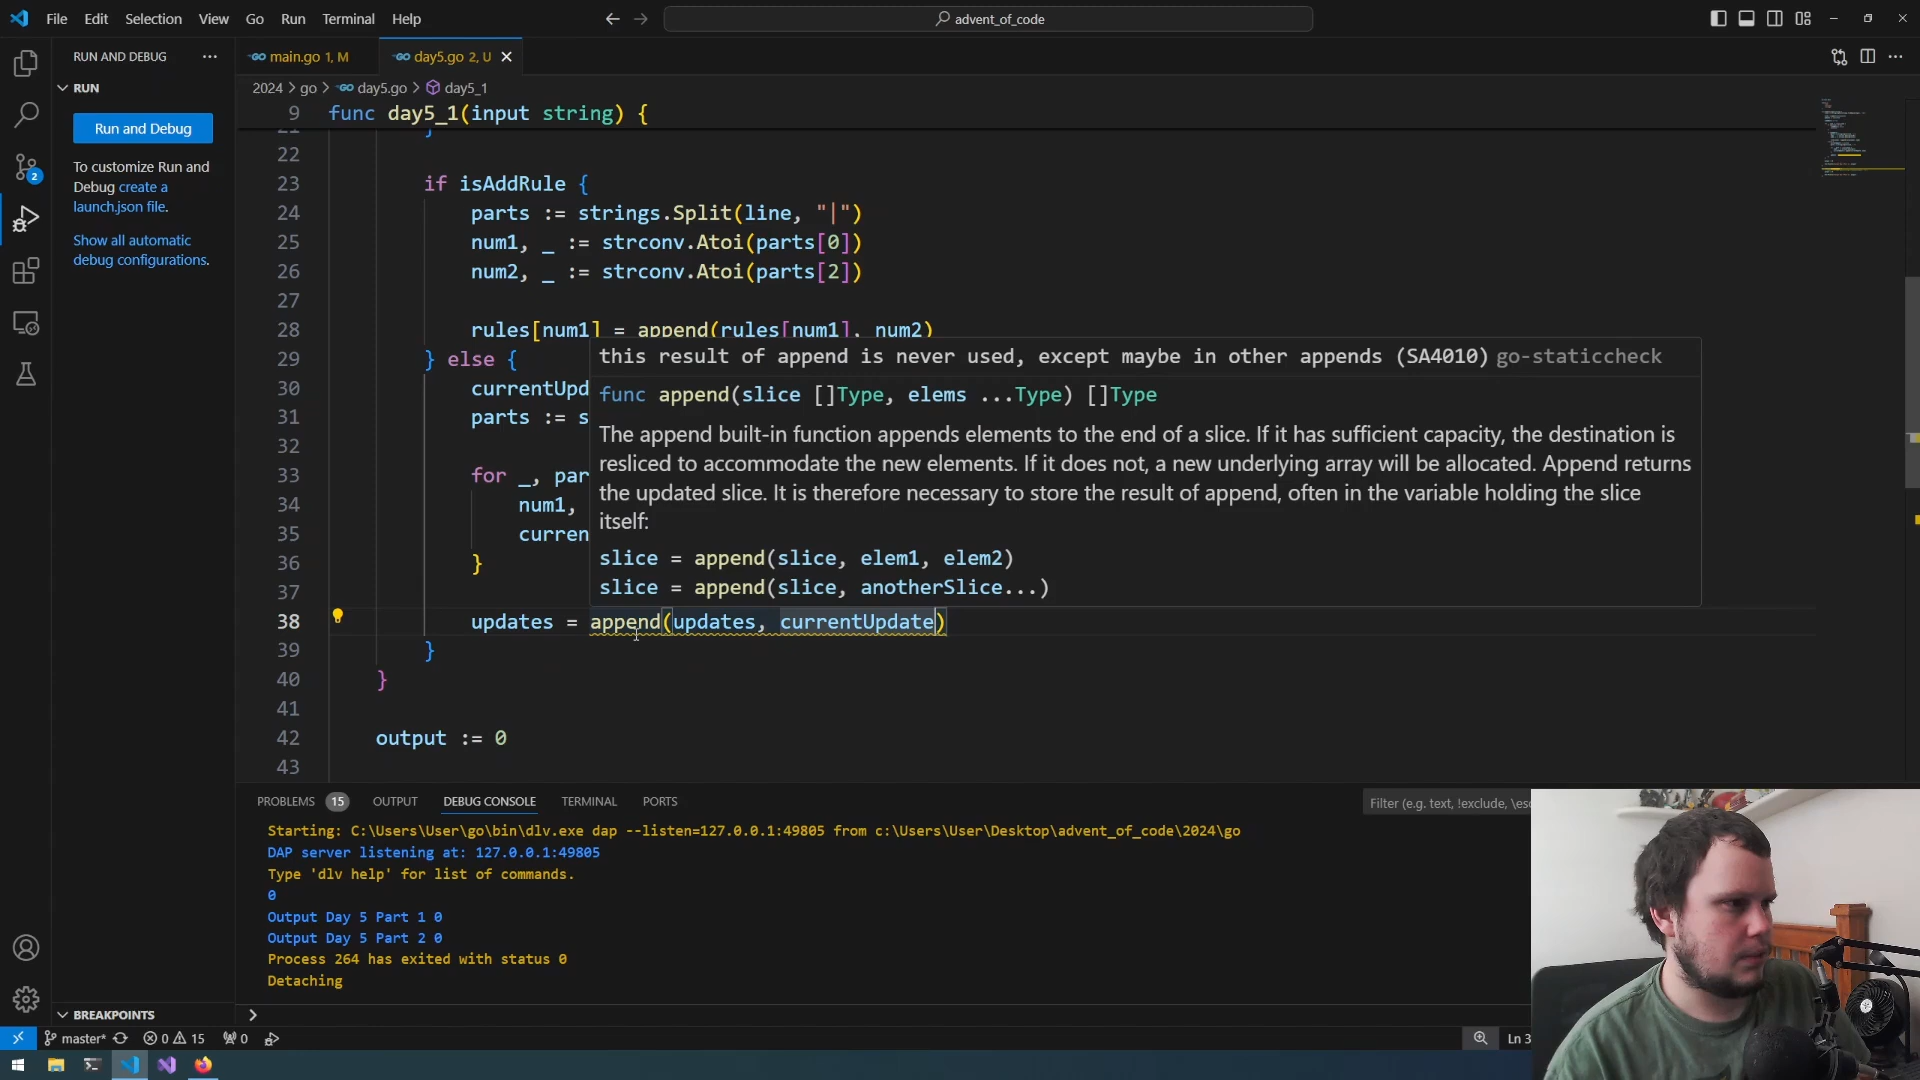 File Edit Selection View Go Run Terminal Help
advent_of_code
RUN AND DEBUG
RUN
Run and Debug
To customize Run and
Debug create a
launch.json file.
Show all automatic
debug configurations.
BREAKPOINTS
main.go 1, M
day5.go 2, U
2024 > go > day5.go > day5_1
9 func day5_1(input string) {
21 }
22
23 if isAddRule {
24 parts := strings.Split(line, "|")
25 num1, _ := strconv.Atoi(parts[0])
26 num2, _ := strconv.Atoi(parts[2])
27
28 rules[num1] = append(rules[num1], num2)
29 } else {
30 currentUpd
31 parts := s
32
33 for _, par
34 num1,
35 curren
36 }
37
38 updates = append(updates, currentUpdate)
39 }
40 }
41
42 output := 0
43
this result of append is never used, except maybe in other appends (SA4010) go-staticcheck
func append(slice []Type, elems ...Type) []Type
The append built-in function appends elements to the end of a slice. If it has sufficient capacity, the destination is
resliced to accommodate the new elements. If it does not, a new underlying array will be allocated. Append returns
the updated slice. It is therefore necessary to store the result of append, often in the variable holding the slice
itself:
slice = append(slice, elem1, elem2)
slice = append(slice, anotherSlice...)
PROBLEMS 15 OUTPUT DEBUG CONSOLE TERMINAL PORTS
Filter (e.g. text, !exclude, \esc
Starting: C:\Users\User\go\bin\dlv.exe dap --listen=127.0.0.1:49805 from c:\Users\User\Desktop\advent_of_code\2024\go
DAP server listening at: 127.0.0.1:49805
Type 'dlv help' for list of commands.
0
Output Day 5 Part 1 0
Output Day 5 Part 2 0
Process 264 has exited with status 0
Detaching
2
master* 0 15 0
Ln 3